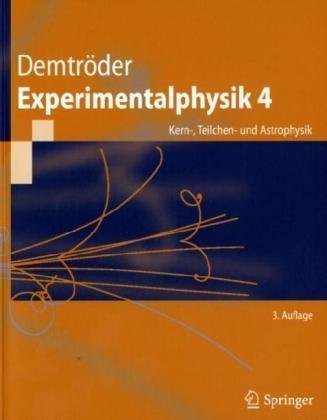 Demtröder
Experimentalphysik 4
Kern-, Teilchen- und Astrophysik
3. Auflage
Springer